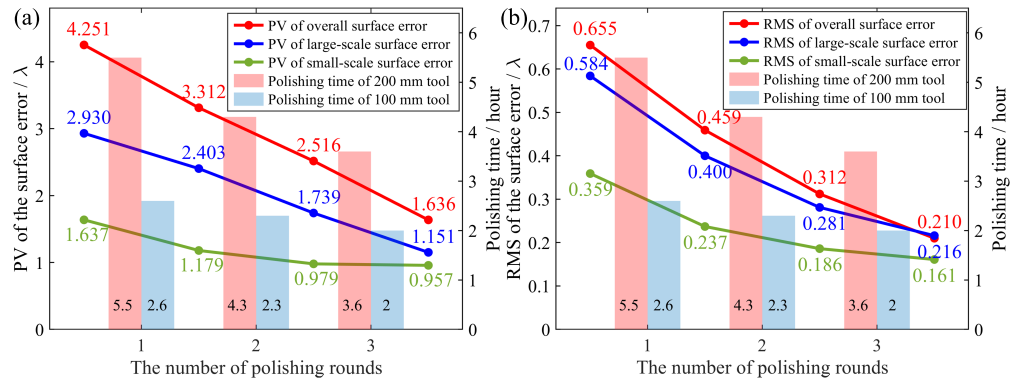 (a)
PV of the surface error / λ
4
3
2
1
0
4.251
3.312
2.516
1.636
2.930
2.403
1.739
1.151
1.637
1.179
0.979
0.957
PV of overall surface error
PV of large-scale surface error
PV of small-scale surface error
Polishing time of 200 mm tool
Polishing time of 100 mm tool
5.5 2.6 4.3 2.3 3.6 2
1 2 3
The number of polishing rounds
6
5
4
3
2
1
0
Polishing time / hour
(b)
RMS of the surface error / λ
0.7
0.6
0.5
0.4
0.3
0.2
0.1
0
0.655
0.459
0.312
0.210
0.584
0.400
0.281
0.216
0.359
0.237
0.186
0.161
RMS of overall surface error
RMS of large-scale surface error
RMS of small-scale surface error
Polishing time of 200 mm tool
Polishing time of 100 mm tool
5.5 2.6 4.3 2.3 3.6 2
1 2 3
The number of polishing rounds
6
5
4
3
2
1
0
Polishing time / hour